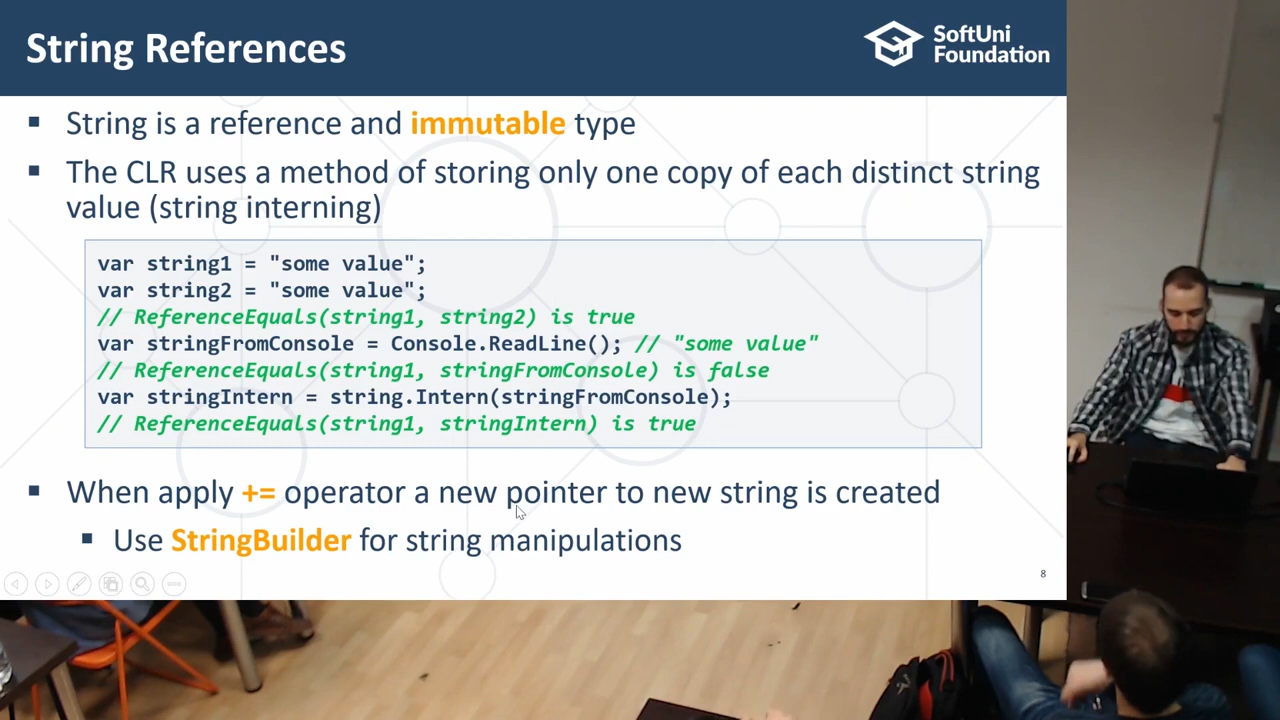 String References
SoftUni
Foundation
▪ String is a reference and immutable type
▪ The CLR uses a method of storing only one copy of each distinct string
value (string interning)
var string1 = "some value";
var string2 = "some value";
// ReferenceEquals(string1, string2) is true
var stringFromConsole = Console.ReadLine(); // "some value"
// ReferenceEquals(string1, stringFromConsole) is false
var stringIntern = string.Intern(stringFromConsole);
// ReferenceEquals(string1, stringIntern) is true
▪ When apply += operator a new pointer to new string is created
▪ Use StringBuilder for string manipulations
8